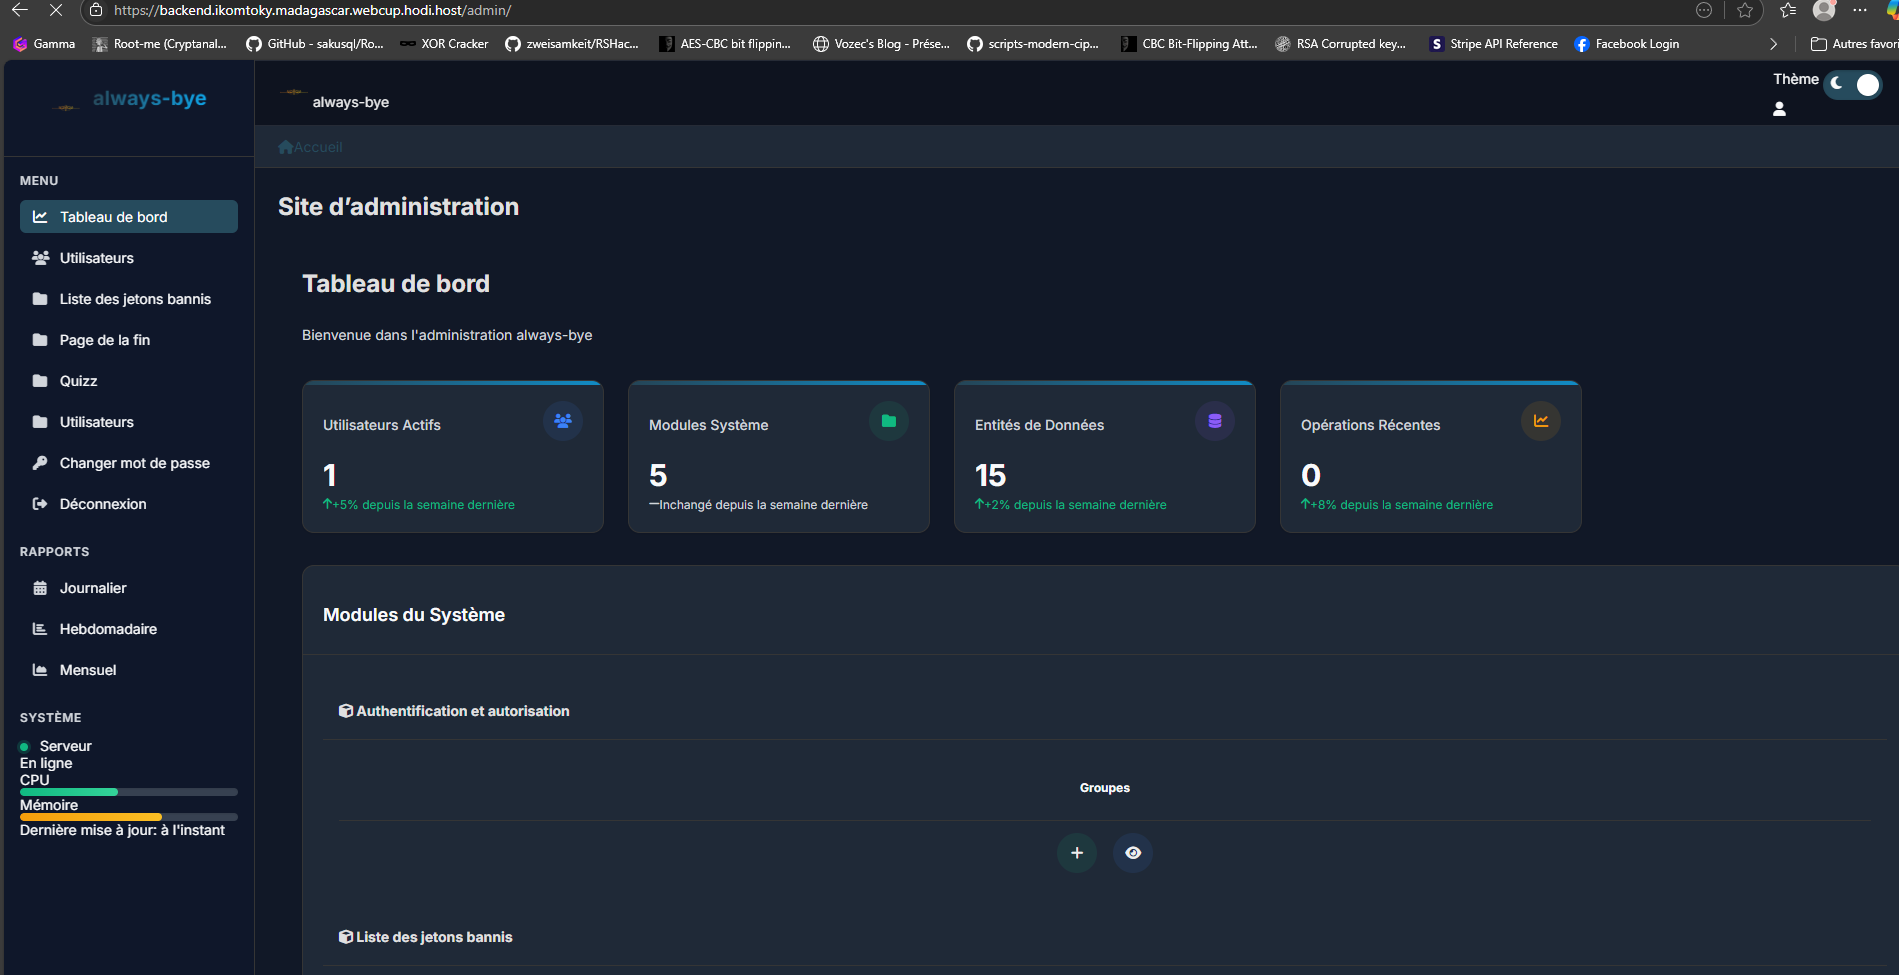 https://backend.ikomtoky.madagascar.webcup.hodi.host/admin/
Gamma
Root-me (Cryptanal...
GitHub - sakusql/Ro...
XOR Cracker
zweisamkeit/RSHac...
AES-CBC bit flippin...
Vozec's Blog - Prése...
scripts-modern-cip...
CBC Bit-Flipping Att...
RSA Corrupted key...
S
Stripe API Reference
Facebook Login
Autres favori
always-bye
MENU
Tableau de bord
Utilisateurs
Liste des jetons bannis
Page de la fin
Quizz
Utilisateurs
Changer mot de passe
Déconnexion
RAPPORTS
Journalier
Hebdomadaire
Mensuel
SYSTÈME
Serveur
En ligne
CPU
Mémoire
Dernière mise à jour: à l'instant
always-bye
Thème
Accueil
Site d’administration
Tableau de bord
Bienvenue dans l'administration always-bye
Utilisateurs Actifs
1
+5% depuis la semaine dernière
Modules Système
5
Inchangé depuis la semaine dernière
Entités de Données
15
+2% depuis la semaine dernière
Opérations Récentes
0
+8% depuis la semaine dernière
Modules du Système
Authentification et autorisation
Groupes
Liste des jetons bannis